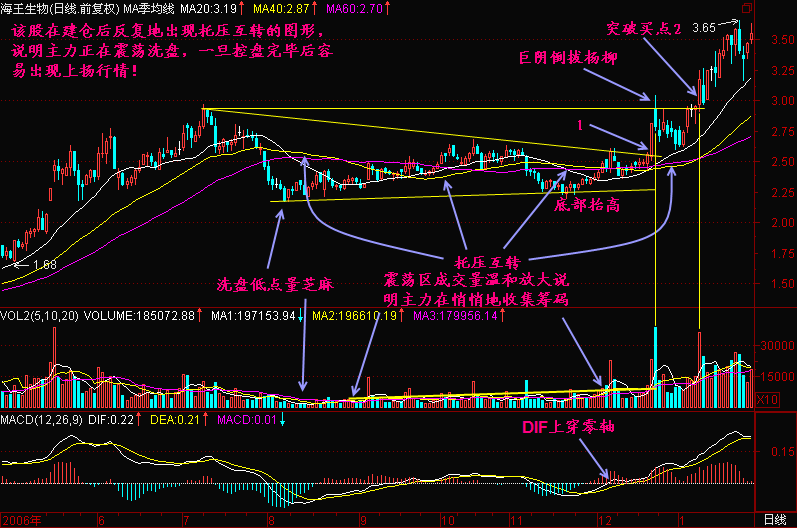 海王生物(日线.前复权) MA季均线 MA20:3.19↑ MA40:2.87↑ MA60:2.70↑
该股在建仓后反复地出现托压互转的图形，
说明主力正在震荡洗盘，一旦控盘完毕后容
易出现上扬行情！
突破买点2
3.65
3.50
巨阴倒拔杨柳
3.00
1
2.75
2.50
2.25
底部抬高
2.00
1.75
托压互转
1.68
洗盘低点量芝麻
震荡区成交量温和放大说
明主力在悄悄地收集筹码
1.50
VOL2(5,10,20) VOLUME:185072.88↑ MA1:197153.94↓ MA2:196610.19↑ MA3:179956.14↑
30000
15000
X10
MACD(12,26,9) DIF:0.22↑ DEA:0.21↑ MACD:0.01↓
DIF上穿零轴
0.15
2006年 6 7 8 9 10 11 12 1 日线